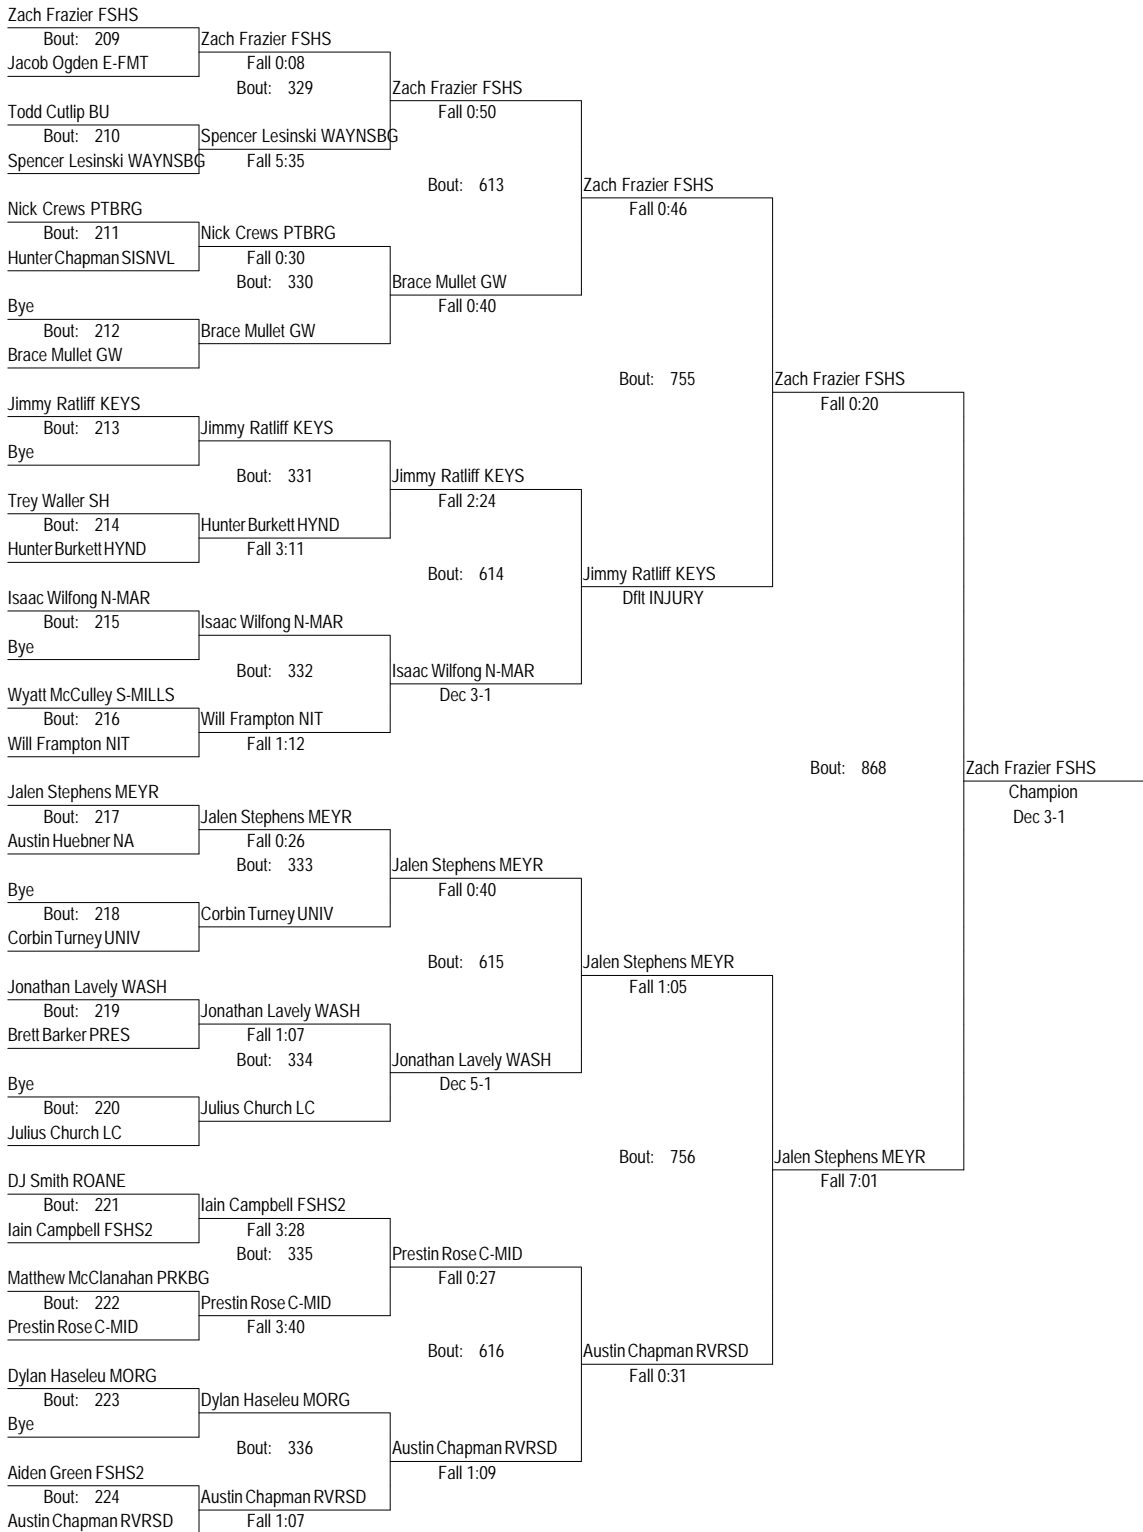 Zach Frazier FSHS
Bout: 209
Zach Frazier FSHS
Jacob Ogden E-FMT
Fall 0:08
Bout: 329
Zach Frazier FSHS
Todd Cutlip BU
Fall 0:50
Bout: 210
Spencer Lesinski WAYNSBG
Spencer Lesinski WAYNSBG
Fall 5:35
Bout: 613
Zach Frazier FSHS
Nick Crews PTBRG
Fall 0:46
Bout: 211
Nick Crews PTBRG
Hunter Chapman SISNVL
Fall 0:30
Bout: 330
Brace Mullet GW
Bye
Fall 0:40
Bout: 212
Brace Mullet GW
Brace Mullet GW
Bout: 755
Zach Frazier FSHS
Jimmy Ratliff KEYS
Fall 0:20
Bout: 213
Jimmy Ratliff KEYS
Bye
Bout: 331
Jimmy Ratliff KEYS
Trey Waller SH
Fall 2:24
Bout: 214
Hunter Burkett HYND
Hunter Burkett HYND
Fall 3:11
Bout: 614
Jimmy Ratliff KEYS
Isaac Wilfong N-MAR
Dflt INJURY
Bout: 215
Isaac Wilfong N-MAR
Bye
Bout: 332
Isaac Wilfong N-MAR
Wyatt McCulley S-MILLS
Dec 3-1
Bout: 216
Will Frampton NIT
Will Frampton NIT
Fall 1:12
Bout: 868
Zach Frazier FSHS
Jalen Stephens MEYR
Champion
Bout: 217
Jalen Stephens MEYR
Dec 3-1
Austin Huebner NA
Fall 0:26
Bout: 333
Jalen Stephens MEYR
Bye
Fall 0:40
Bout: 218
Corbin Turney UNIV
Corbin Turney UNIV
Bout: 615
Jalen Stephens MEYR
Jonathan Lavely WASH
Fall 1:05
Bout: 219
Jonathan Lavely WASH
Brett Barker PRES
Fall 1:07
Bout: 334
Jonathan Lavely WASH
Bye
Dec 5-1
Bout: 220
Julius Church LC
Julius Church LC
Bout: 756
Jalen Stephens MEYR
DJ Smith ROANE
Fall 7:01
Bout: 221
Iain Campbell FSHS2
Iain Campbell FSHS2
Fall 3:28
Bout: 335
Prestin Rose C-MID
Matthew McClanahan PRKBG
Fall 0:27
Bout: 222
Prestin Rose C-MID
Prestin Rose C-MID
Fall 3:40
Bout: 616
Austin Chapman RVRSD
Dylan Haseleu MORG
Fall 0:31
Bout: 223
Dylan Haseleu MORG
Bye
Bout: 336
Austin Chapman RVRSD
Aiden Green FSHS2
Fall 1:09
Bout: 224
Austin Chapman RVRSD
Austin Chapman RVRSD
Fall 1:07